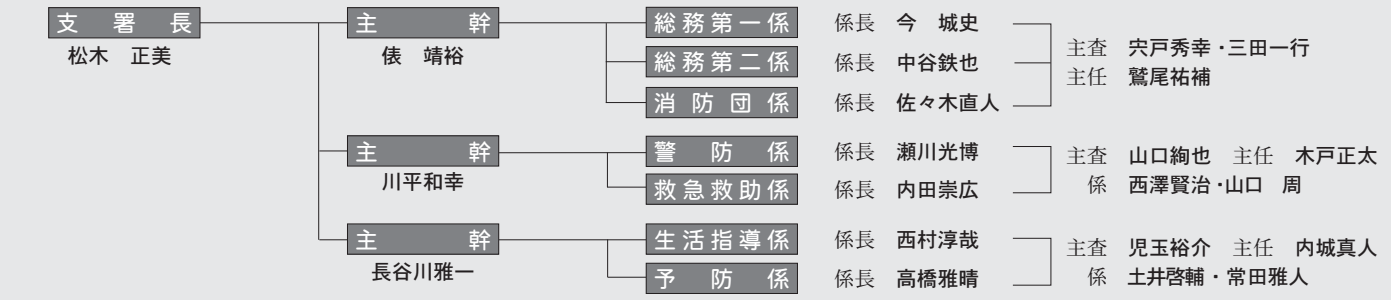 支署長
松木　正美
主幹
俵　靖裕
総務第一係　係長　今　城史
総務第二係　係長　中谷鉄也
消防団係　係長　佐々木直人
主査　宍戸秀幸・三田一行
主任　鷲尾祐補
主幹
川平和幸
警防係　係長　瀬川光博
救急救助係　係長　内田崇広
主査　山口絢也　主任　木戸正太
係　西澤賢治・山口　周
主幹
長谷川雅一
生活指導係　係長　西村淳哉
予防係　係長　高橋雅晴
主査　児玉裕介　主任　内城真人
係　土井啓輔・常田雅人